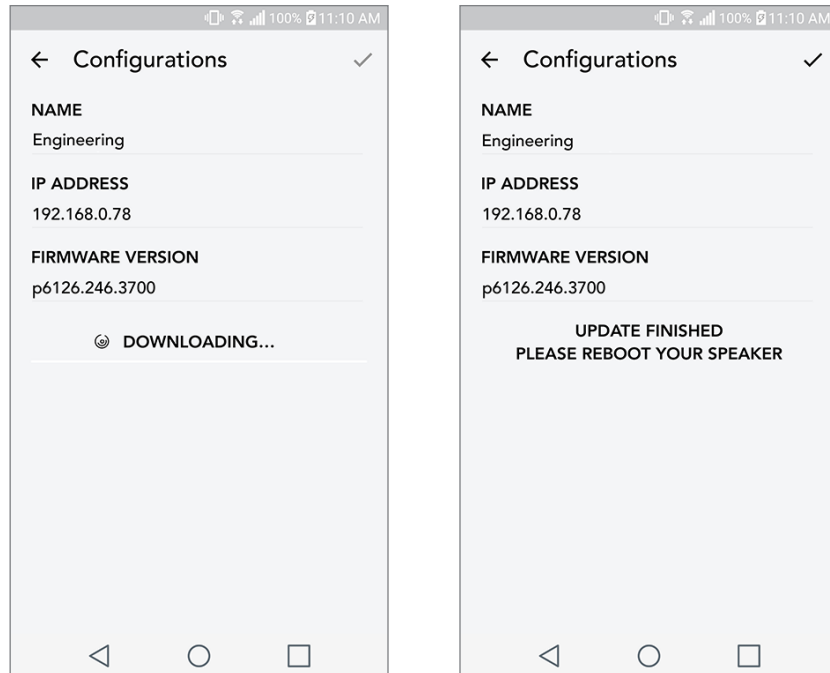 100% 11:10 AM
Configurations
NAME
Engineering
IP ADDRESS
192.168.0.78
FIRMWARE VERSION
p6126.246.3700
DOWNLOADING...
100% 11:10 AM
Configurations
NAME
Engineering
IP ADDRESS
192.168.0.78
FIRMWARE VERSION
p6126.246.3700
UPDATE FINISHED
PLEASE REBOOT YOUR SPEAKER